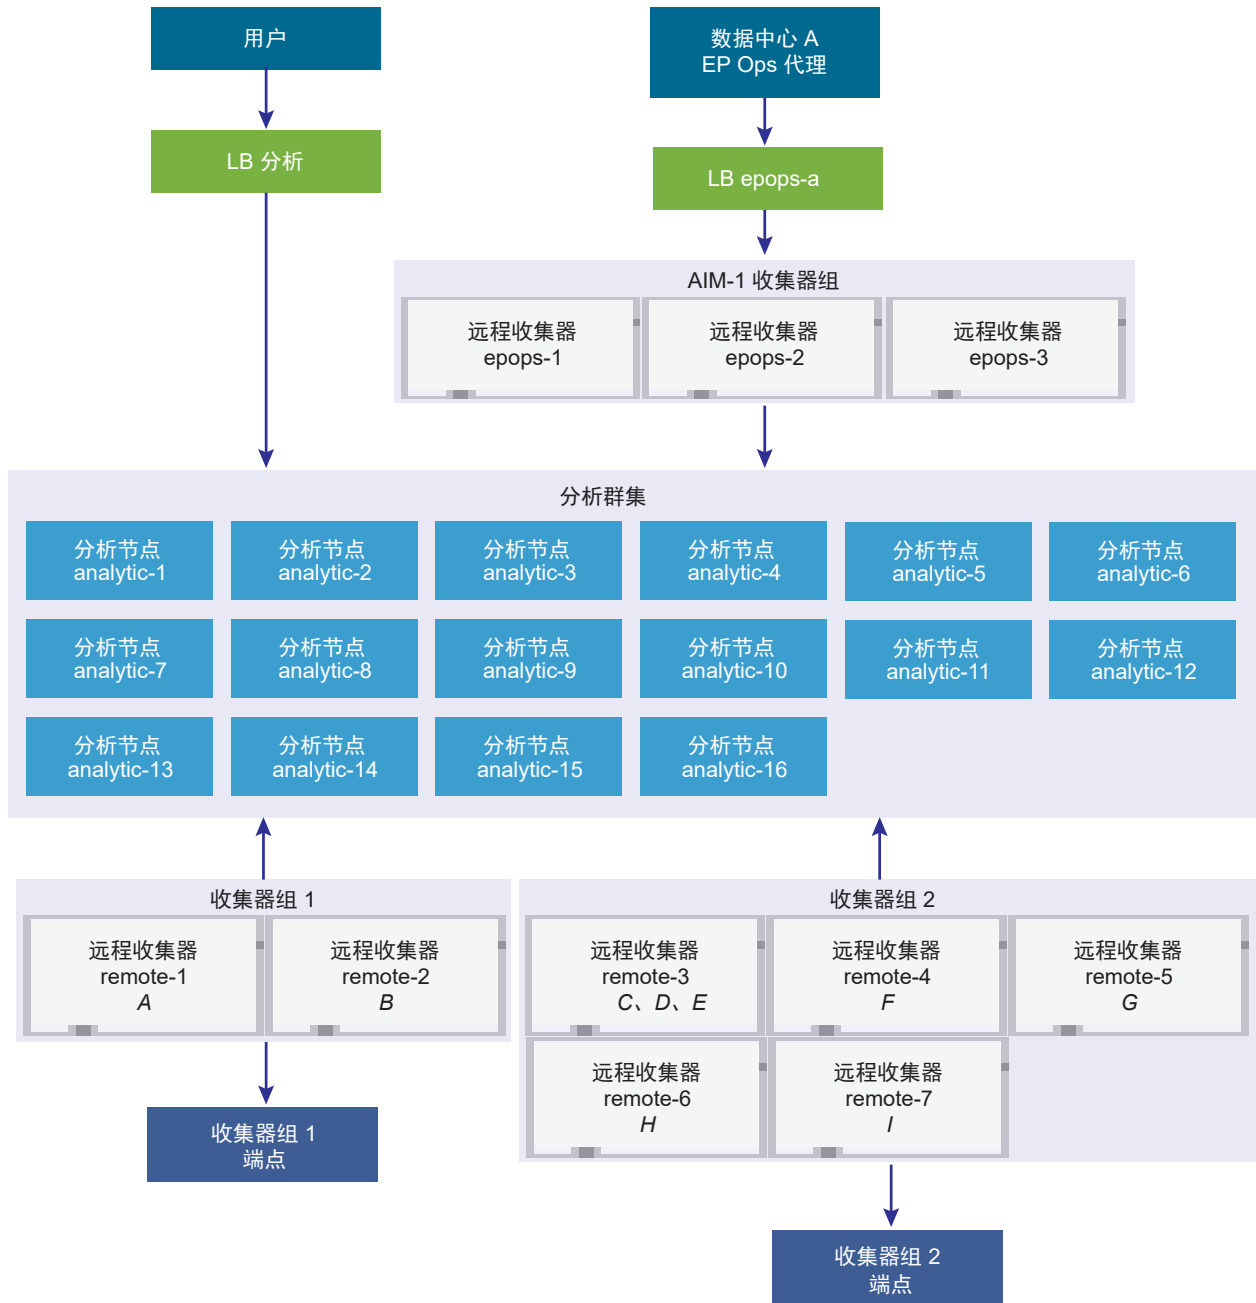 用户
数据中心 A
EP Ops 代理
LB 分析
LB epops-a
AIM-1 收集器组
远程收集器
epops-1
远程收集器
epops-2
远程收集器
epops-3
分析群集
分析节点
analytic-1
分析节点
analytic-2
分析节点
analytic-3
分析节点
analytic-4
分析节点
analytic-5
分析节点
analytic-6
分析节点
analytic-7
分析节点
analytic-8
分析节点
analytic-9
分析节点
analytic-10
分析节点
analytic-11
分析节点
analytic-12
分析节点
analytic-13
分析节点
analytic-14
分析节点
analytic-15
分析节点
analytic-16
收集器组 1
远程收集器
remote-1
A
远程收集器
remote-2
B
收集器组 2
远程收集器
remote-3
C、D、E
远程收集器
remote-4
F
远程收集器
remote-5
G
远程收集器
remote-6
H
远程收集器
remote-7
I
收集器组 1
端点
收集器组 2
端点